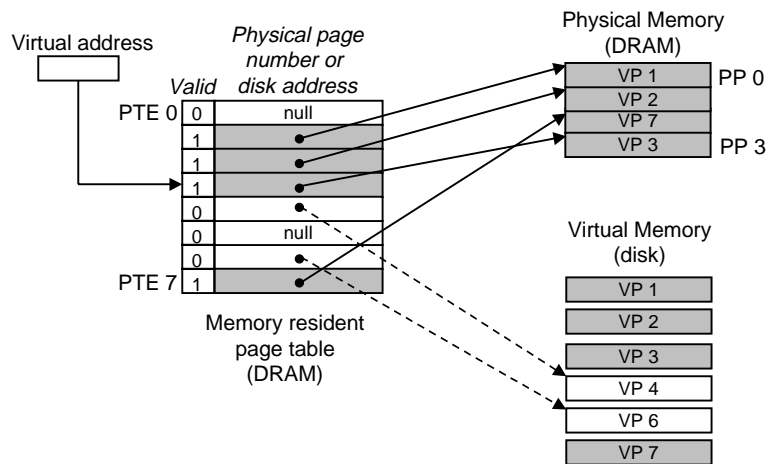 Virtual address
Physical page
number or
disk address
Valid
PTE 0
0
null
1
1
1
0
0
null
0
PTE 7
1
Memory resident
page table
(DRAM)
Physical Memory
(DRAM)
VP 1
PP 0
VP 2
VP 7
VP 3
PP 3
Virtual Memory
(disk)
VP 1
VP 2
VP 3
VP 4
VP 6
VP 7